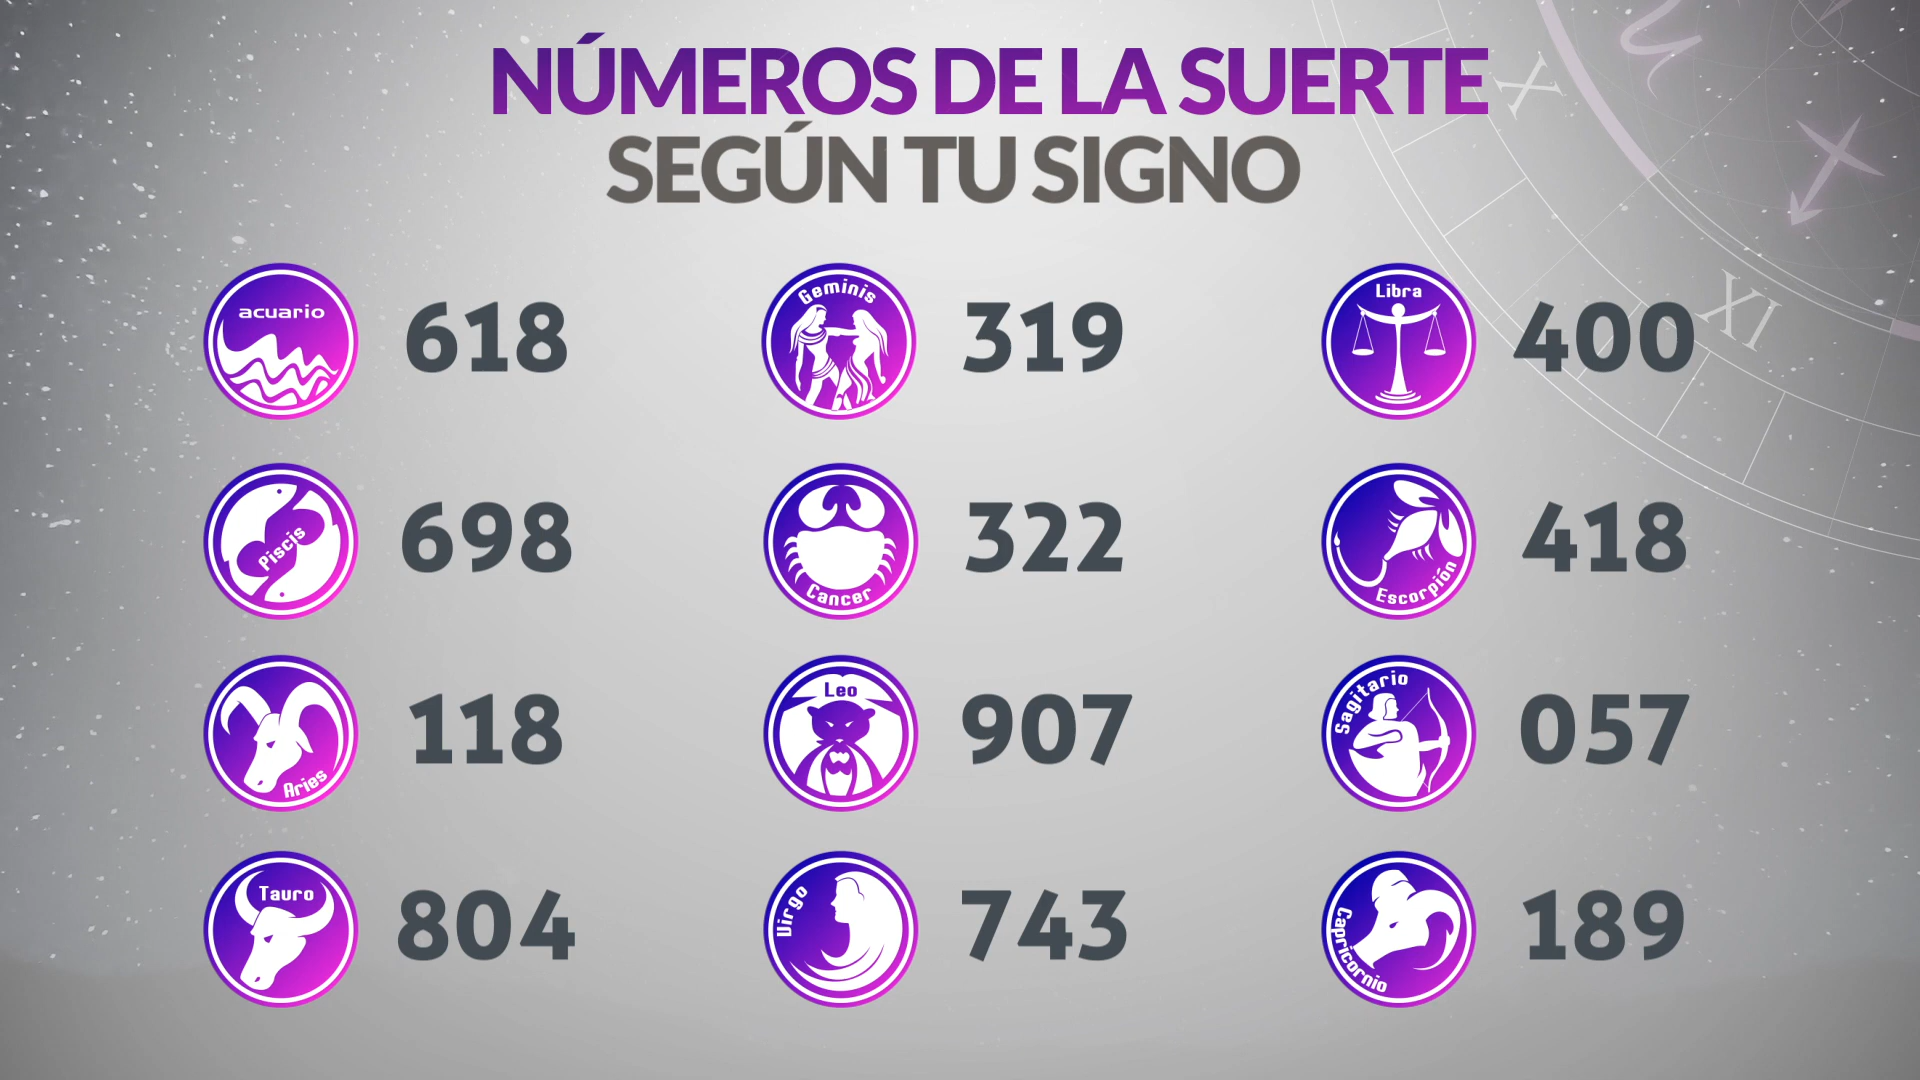 NÚMEROS DE LA SUERTE
SEGÚN TU SIGNO
acuario 618
Geminis 319
Libra 400
Piscis 698
Cancer 322
Escorpión 418
Aries 118
Leo 907
Sagitario 057
Tauro 804
Virgo 743
Capricornio 189
X
XI